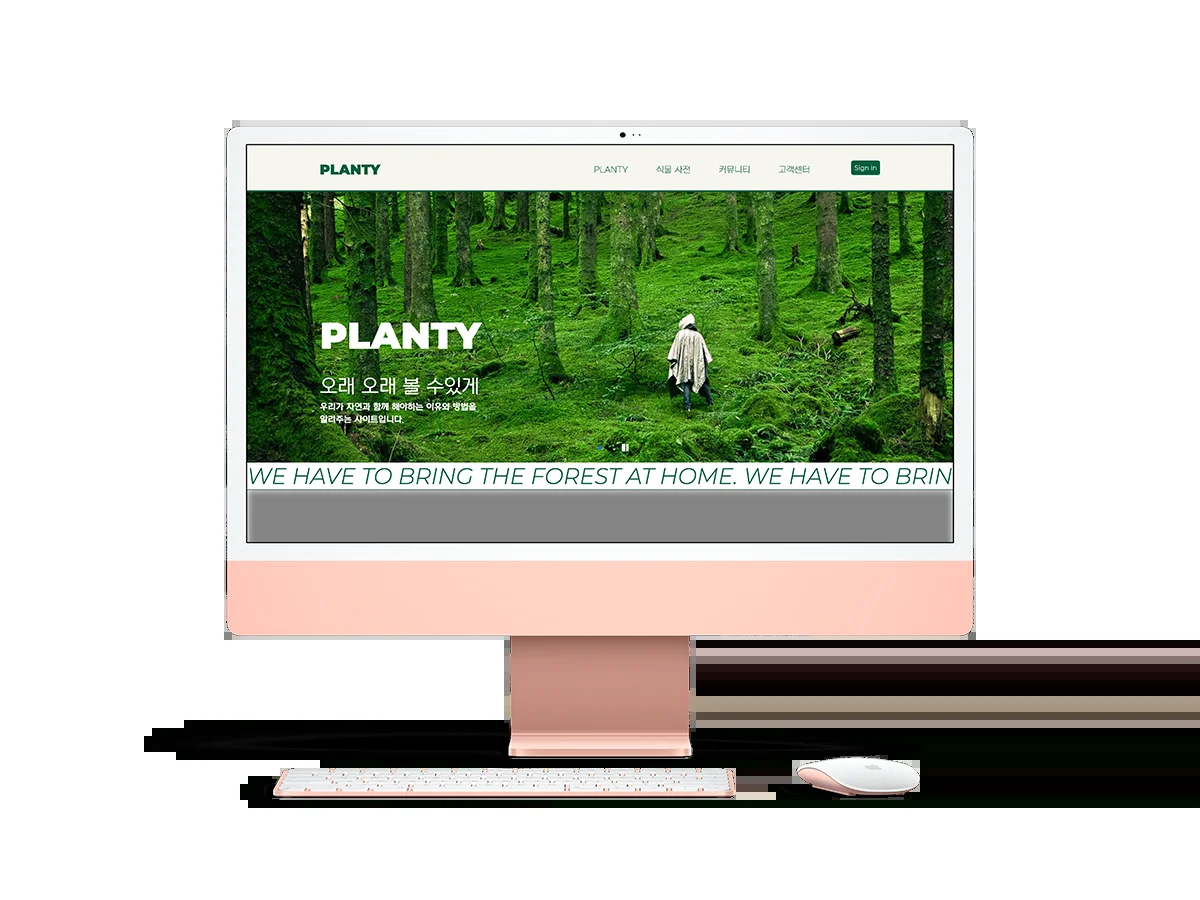 PLANTY
PLANTY 식물 사전 커뮤니티 고객센터 Sign in
PLANTY
오래 오래 볼 수있게
우리가 자연과 함께 해야하는 이유와 방법을
알려주는 사이트입니다.
WE HAVE TO BRING THE FOREST AT HOME. WE HAVE TO BRIN